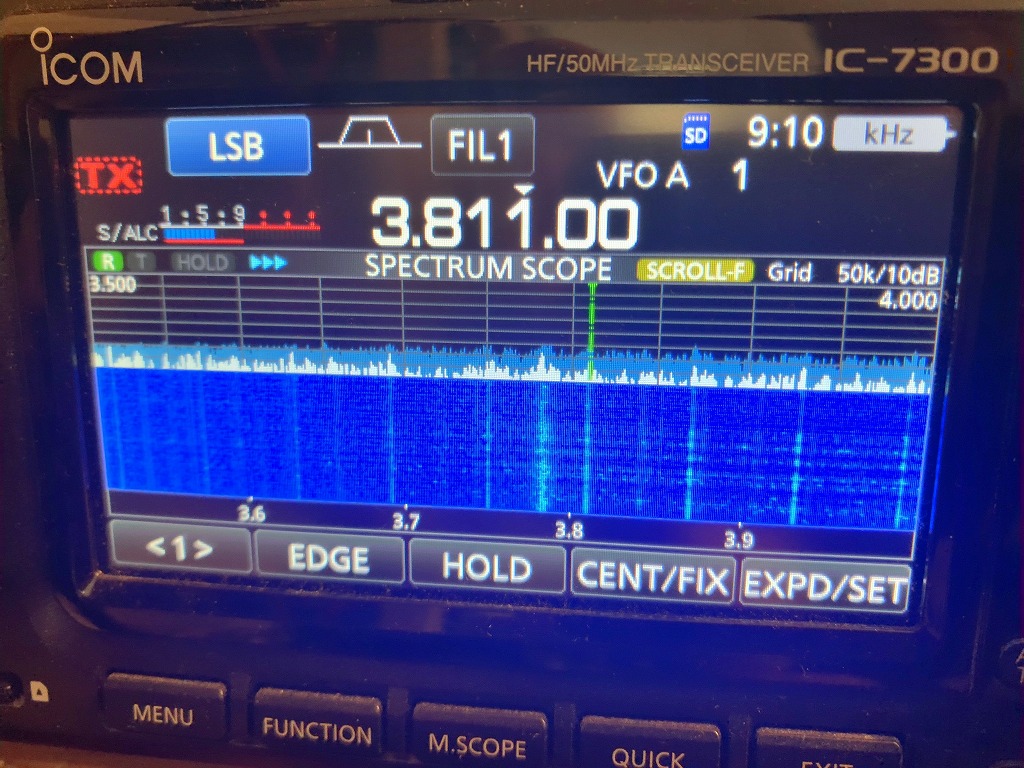 iCOM
HF/50MHz TRANSCEIVER IC-7300
LSB FIL1 SD 9:10 kHz
TX VFO A 1
S/ALC 1 • 5 • 9 3.811.00
R T HOLD SPECTRUM SCOPE SCROLL-F Grid 50k/10dB
3.500 4.000
3.6 3.7 3.8 3.9
<1> EDGE HOLD CENT/FIX EXPD/SET
MENU FUNCTION M.SCOPE QUICK EXIT